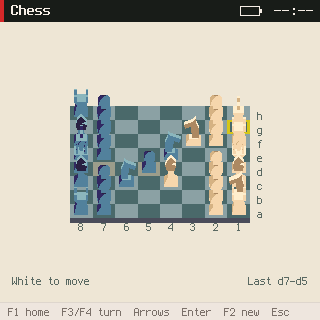 Chess --:--
h
g
f
e
d
c
b
a
8 7 6 5 4 3 2 1
White to move Last d7-d5
F1 home F3/F4 turn Arrows Enter F2 new Esc